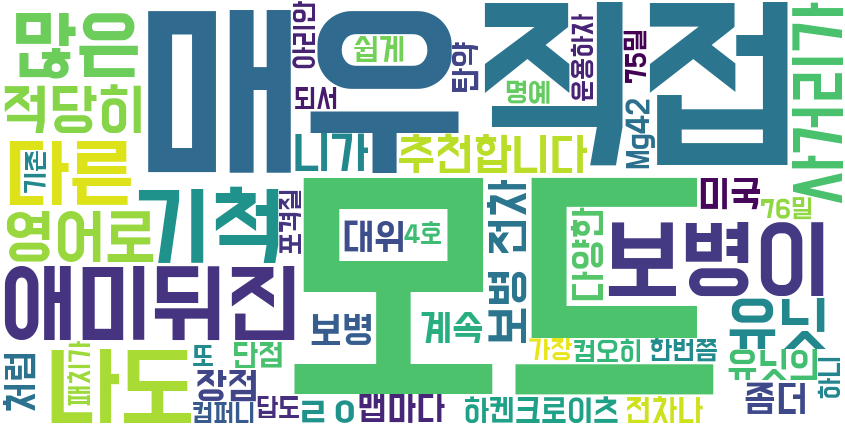 많은
매우
직접
아리안
쉽게
탄약
운용하자
75밀
사거리가
적당히
되서
명예
Mg42
다른
기존
니가
추천합니다
기척
영어로
포격질
대위
4호
보병 전차
다양한
미국
76밀
보병이
모드
애미뒤진
보병
계속
유닛
처럼
나도
패치가
또
단점
장점
가장
컴오히
한번쯤
유닛의
하니
컴퍼니
답도
ㄹㅇ
맵마다
하켄크로이츠
전차나
좀더